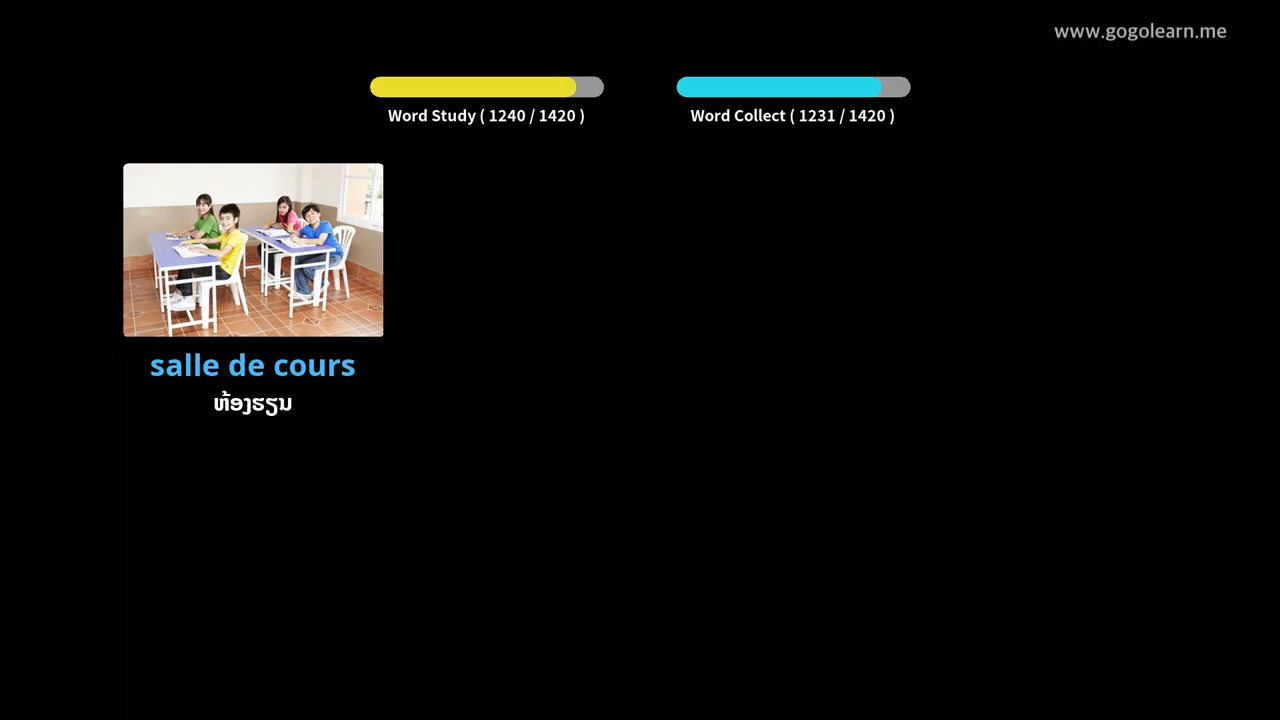 www.gogolearn.me
Word Study ( 1240 / 1420 )
Word Collect ( 1231 / 1420 )
salle de cours
ຫ້ອງຮຽນ